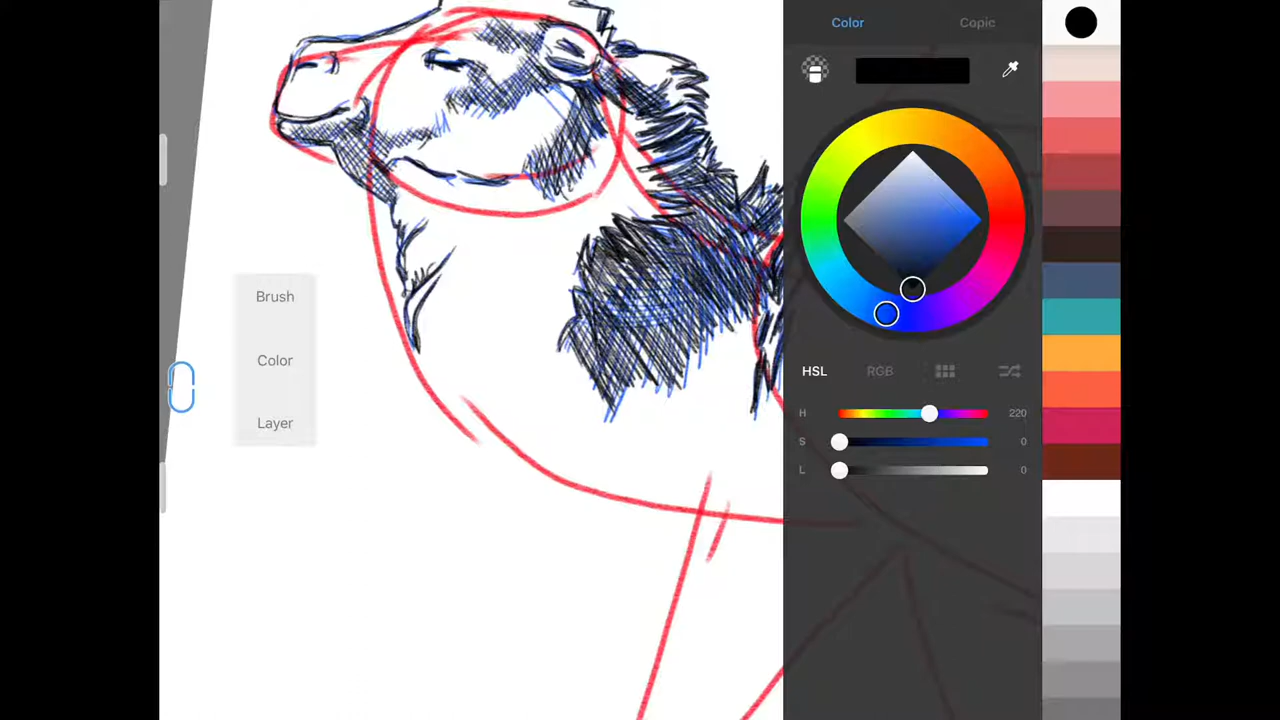 Color Copic
Brush
Color
Layer
HSL RGB
H 220
S 0
L 0